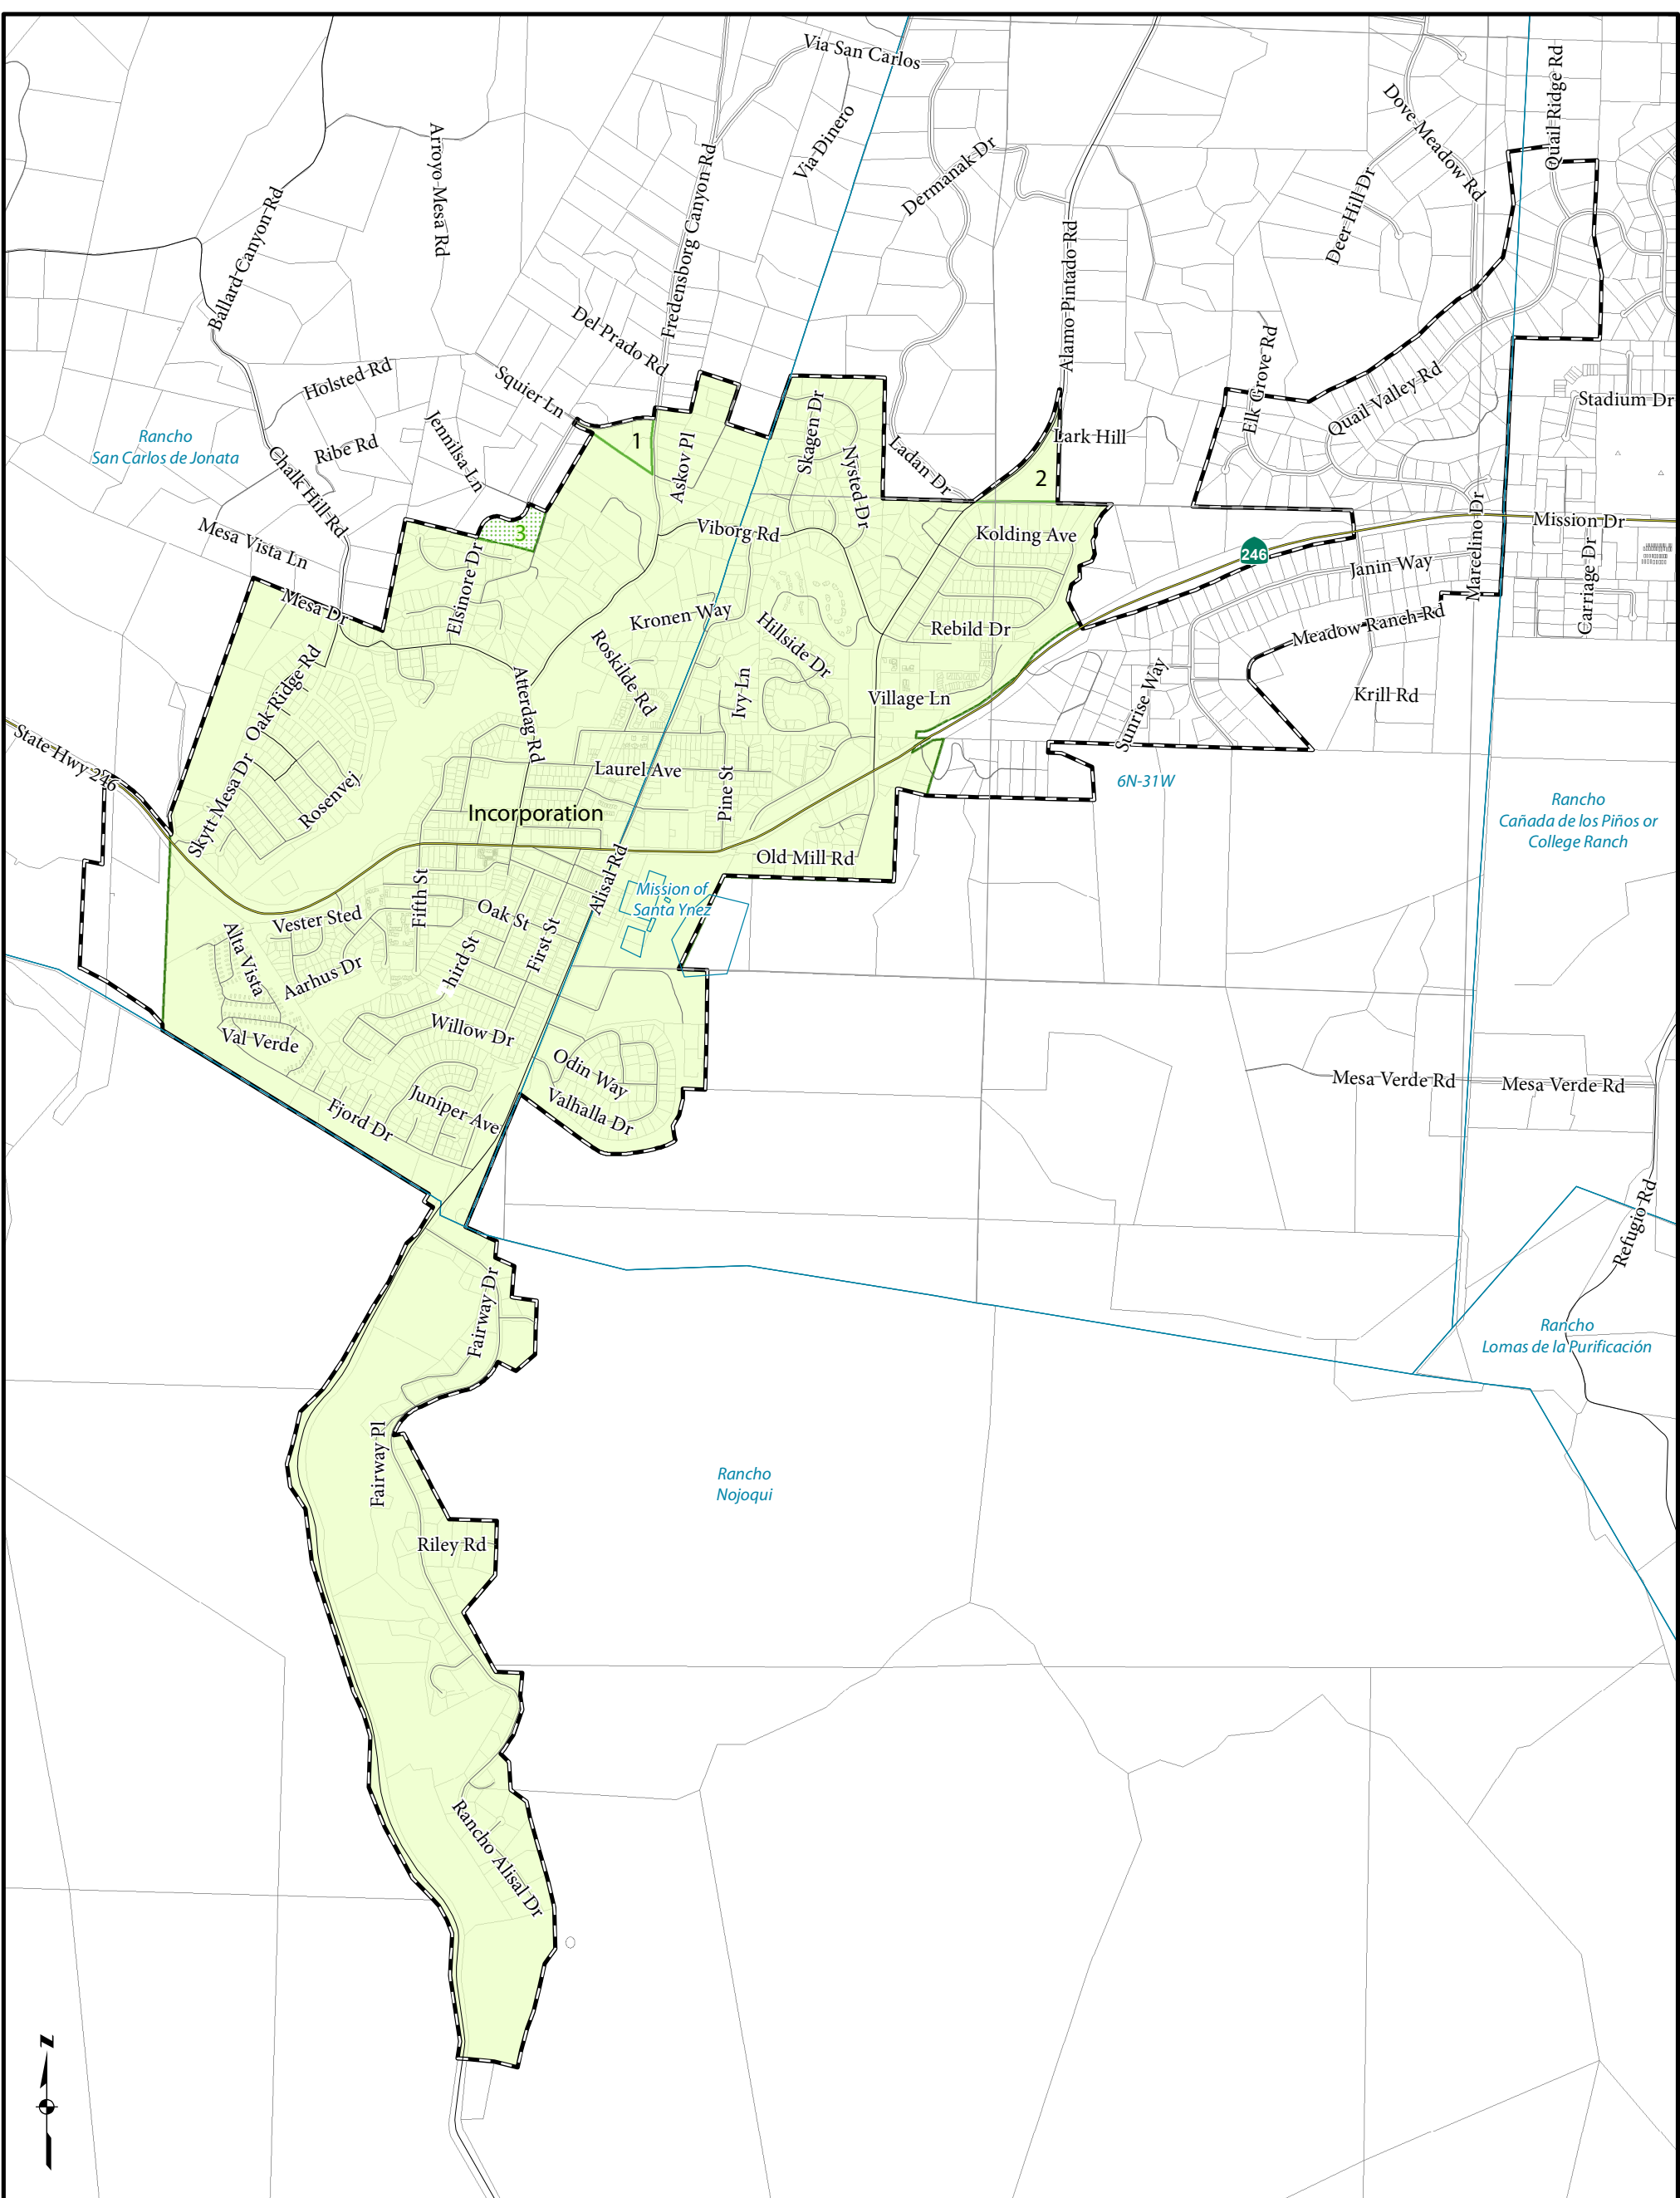 Via San Carlos
Quail Ridge Rd
Dove Meadow Rd
Via Dinero
Arroyo Mesa Rd
Dermanak Dr
Deer Hill Dr
Ballard Canyon Rd
Fredensborg Canyon Rd
Alamo Pintado Rd
Del Prado Rd
Elk Grove Rd
Holsted Rd
Squier Ln
Quail Valley Rd
Stadium Dr
Skagen Dr
Lark Hill
Rancho
San Carlos de Jonata
Ribe Rd
Jennilsa Ln
1
Askov Pl
Nysted Dr
Ladan Dr
2
Chalk Hill Rd
Mesa Vista Ln
3
Viborg Rd
Kolding Ave
Marcelino Dr
Mission Dr
246
Janin Way
Carriage Dr
Elsinore Dr
Mesa Dr
Kronen Way
Hillside Dr
Rebild Dr
Meadow Ranch Rd
Oak Ridge Rd
Roskilde Rd
Ivy Ln
Village Ln
Sunrise Way
Krill Rd
Atterdag Rd
State Hwy 246
Skytt Mesa Dr
Rosenvej
Laurel Ave
Pine St
6N-31W
Incorporation
Rancho
Cañada de los Piños or
College Ranch
Old Mill Rd
Alisal Rd
Mission of
Santa Ynez
Fifth St
Oak St
Vester Sted
First St
Alta Vista
Aarhus Dr
hird St
Val Verde
Willow Dr
Odin Way
Mesa Verde Rd
Mesa Verde Rd
Juniper Ave
Valhalla Dr
Fjord Dr
Refugio Rd
Fairway Dr
Rancho
Lomas de la Purificación
Fairway Pl
Rancho
Nojoqui
Riley Rd
Rancho Alisal Dr
N